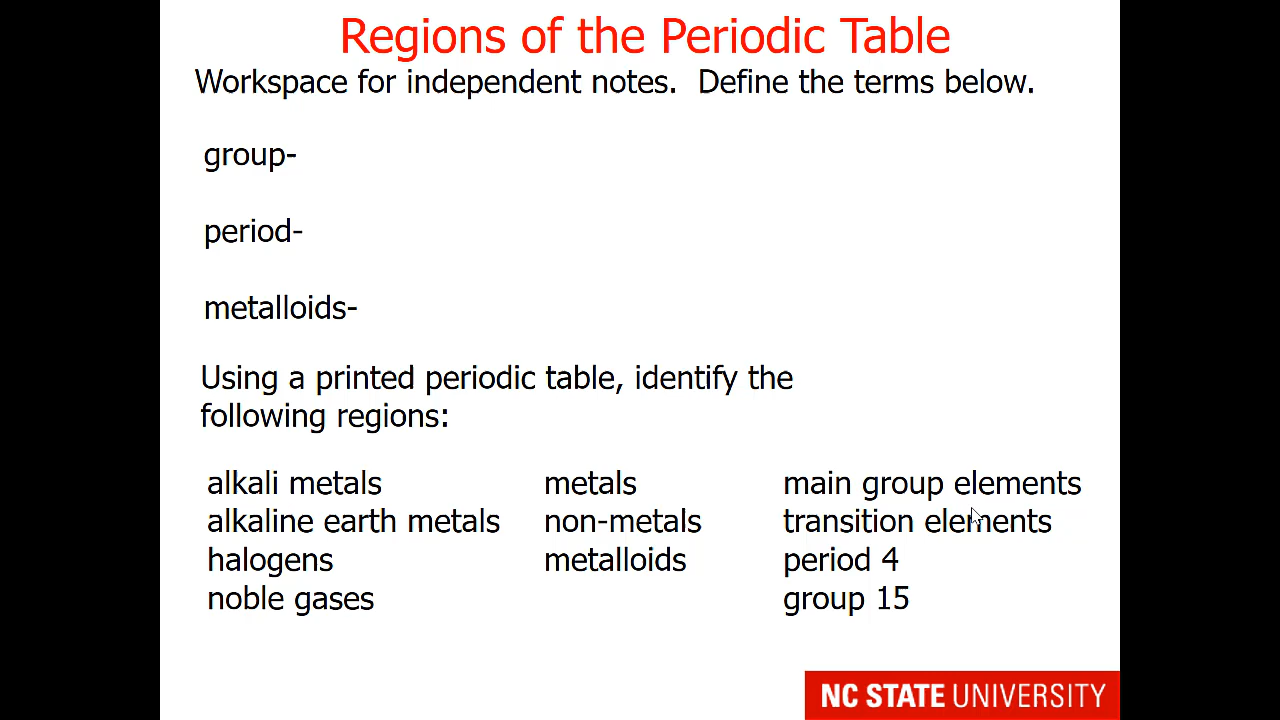 Regions of the Periodic Table
Workspace for independent notes.  Define the terms below.
group-
period-
metalloids-
Using a printed periodic table, identify the
following regions:
alkali metals
alkaline earth metals
halogens
noble gases
metals
non-metals
metalloids
main group elements
transition elements
period 4
group 15
NC STATE UNIVERSITY